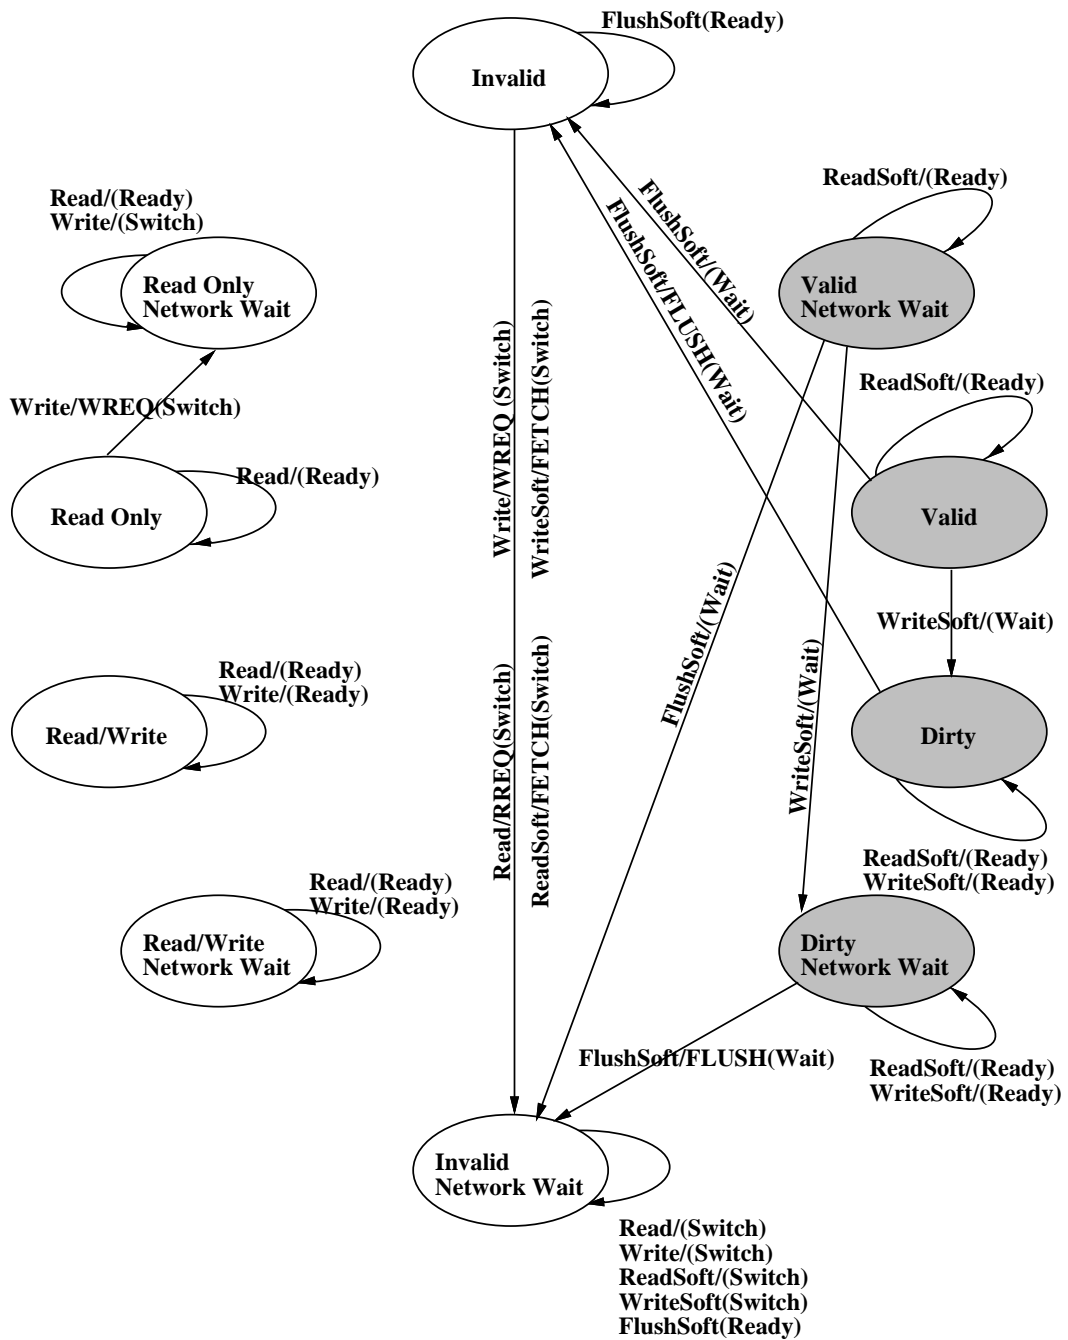 FlushSoft(Ready)
Invalid
ReadSoft/(Ready)
Read/(Ready)
Write/(Switch)
FlushSoft/(Wait)
FlushSoft/FLUSH(Wait)
Read Only
Network Wait
Valid
Network Wait
Write/WREQ (Switch)
WriteSoft/FETCH(Switch)
ReadSoft/(Ready)
Write/WREQ(Switch)
Read/(Ready)
Read Only
Valid
FlushSoft/(Wait)
WriteSoft/(Wait)
Read/(Ready)
Write/(Ready)
Read/RREQ(Switch)
ReadSoft/FETCH(Switch)
WriteSoft/(Wait)
Read/Write
Dirty
ReadSoft/(Ready)
WriteSoft/(Ready)
Read/(Ready)
Write/(Ready)
Read/Write
Network Wait
Dirty
Network Wait
FlushSoft/FLUSH(Wait)
ReadSoft/(Ready)
WriteSoft/(Ready)
Invalid
Network Wait
Read/(Switch)
Write/(Switch)
ReadSoft/(Switch)
WriteSoft(Switch)
FlushSoft(Ready)